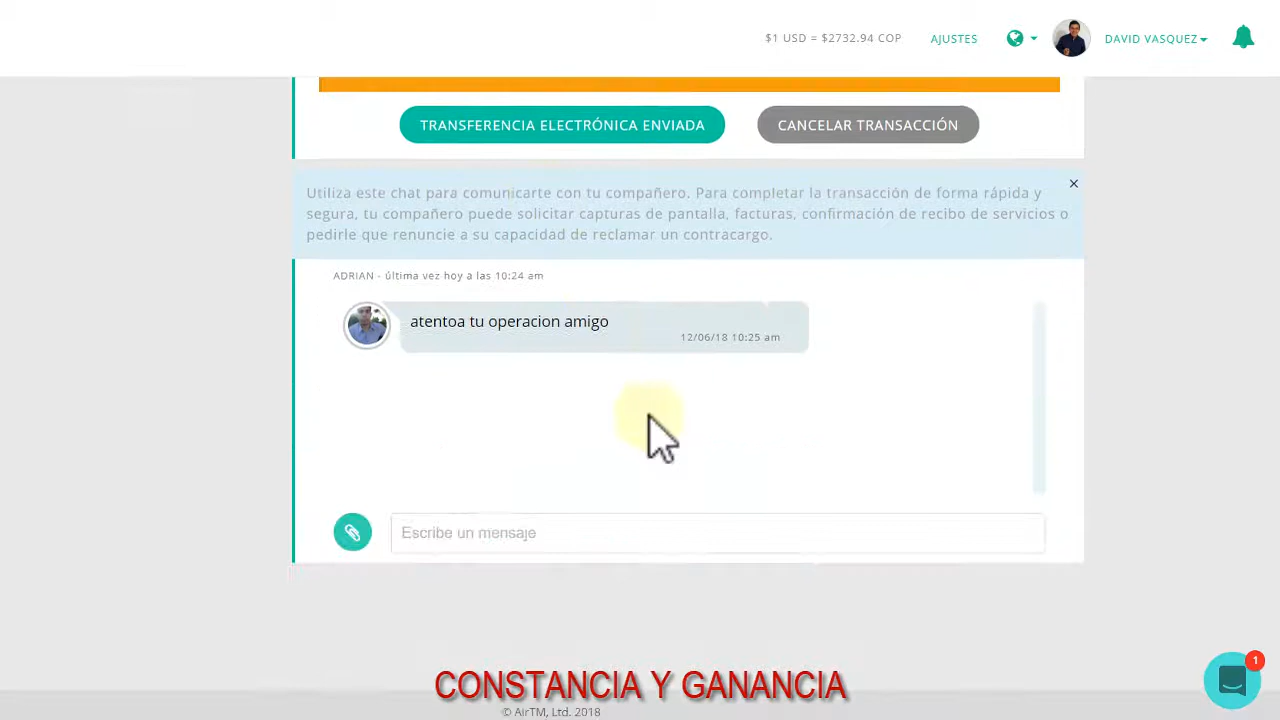 $1 USD = $2732.94 COP
AJUSTES
DAVID VASQUEZ
TRANSFERENCIA ELECTRÓNICA ENVIADA
CANCELAR TRANSACCIÓN
Utiliza este chat para comunicarte con tu compañero. Para completar la transacción de forma rápida y
segura, tu compañero puede solicitar capturas de pantalla, facturas, confirmación de recibo de servicios o
pedirle que renuncie a su capacidad de reclamar un contracargo.
ADRIAN - última vez hoy a las 10:24 am
atentoa tu operacion amigo
12/06/18 10:25 am
Escribe un mensaje
1
CONSTANCIA Y GANANCIA
© AirTM, Ltd. 2018